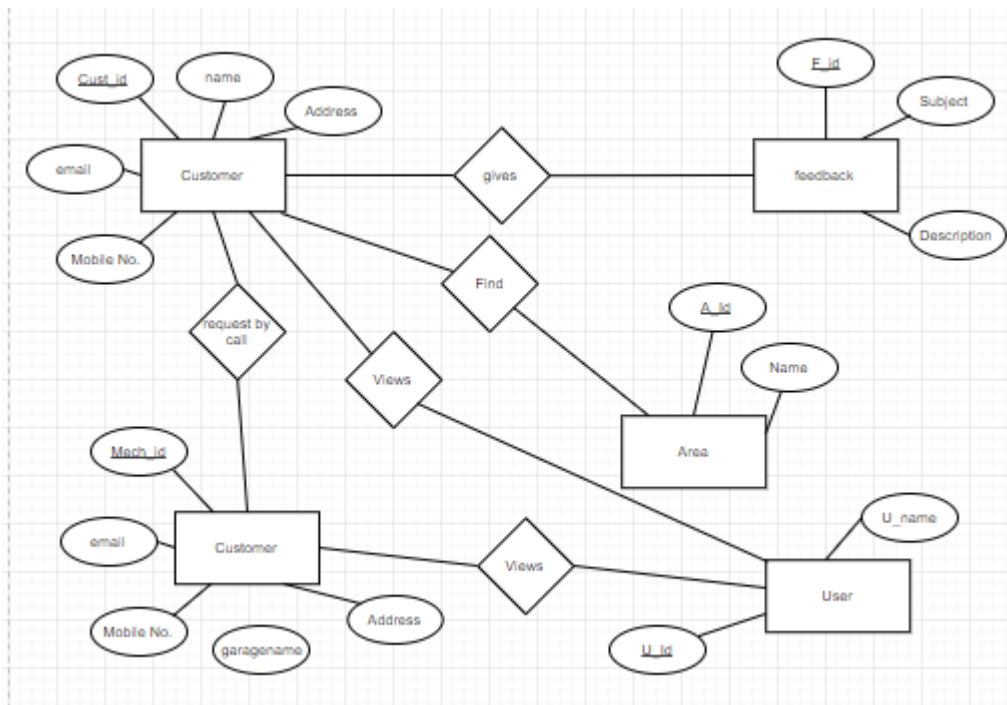 Cust_id
name
Address
email
Customer
Mobile No.
gives
F_id
Subject
feedback
Description
Find
request by
call
Views
A_Id
Name
Area
Mech_id
email
Customer
Mobile No.
garagename
Address
Views
U_name
User
U_Id